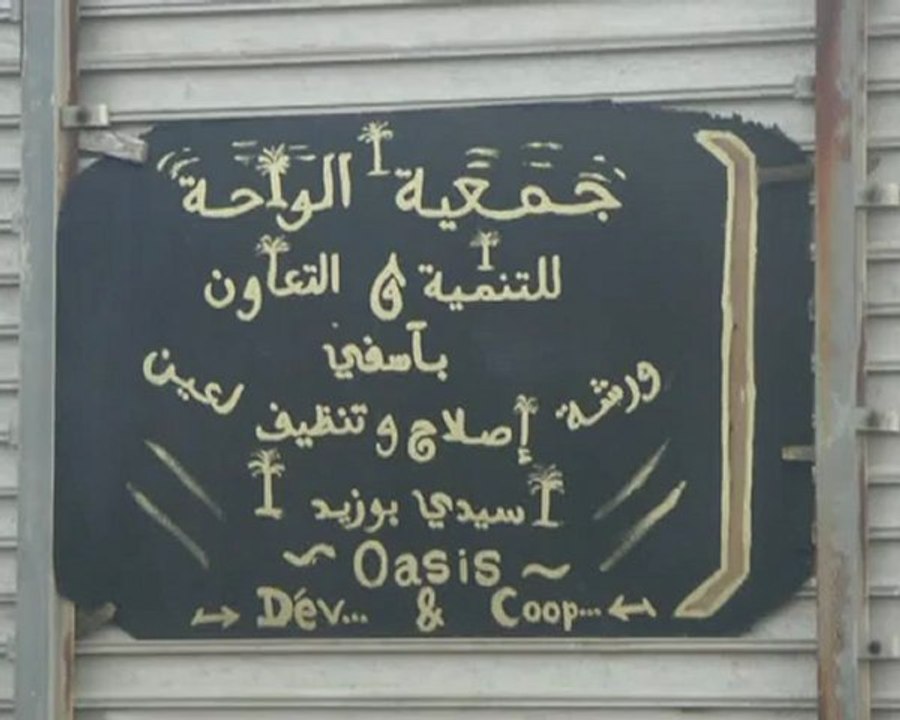 جمعية الواحة
للتنمية و التعاون
بآسفي
ورشة إصلاح و تنظيف لعين
سيدي بوزيد
~ Oasis ~
→ Dév... & Coop... ←